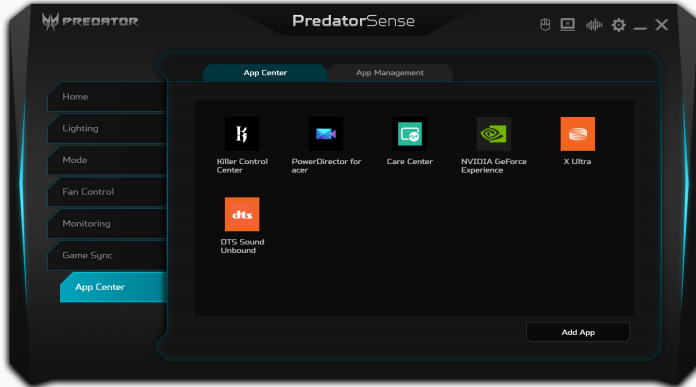 PREDATOR
PredatorSense
App Center
App Management
Home
Lighting
Mode
Fan Control
Monitoring
Game Sync
App Center
Killer Control
Center
PowerDirector for
acer
Care Center
NVIDIA GeForce
Experience
X Ultra
dts
DTS Sound
Unbound
Add App